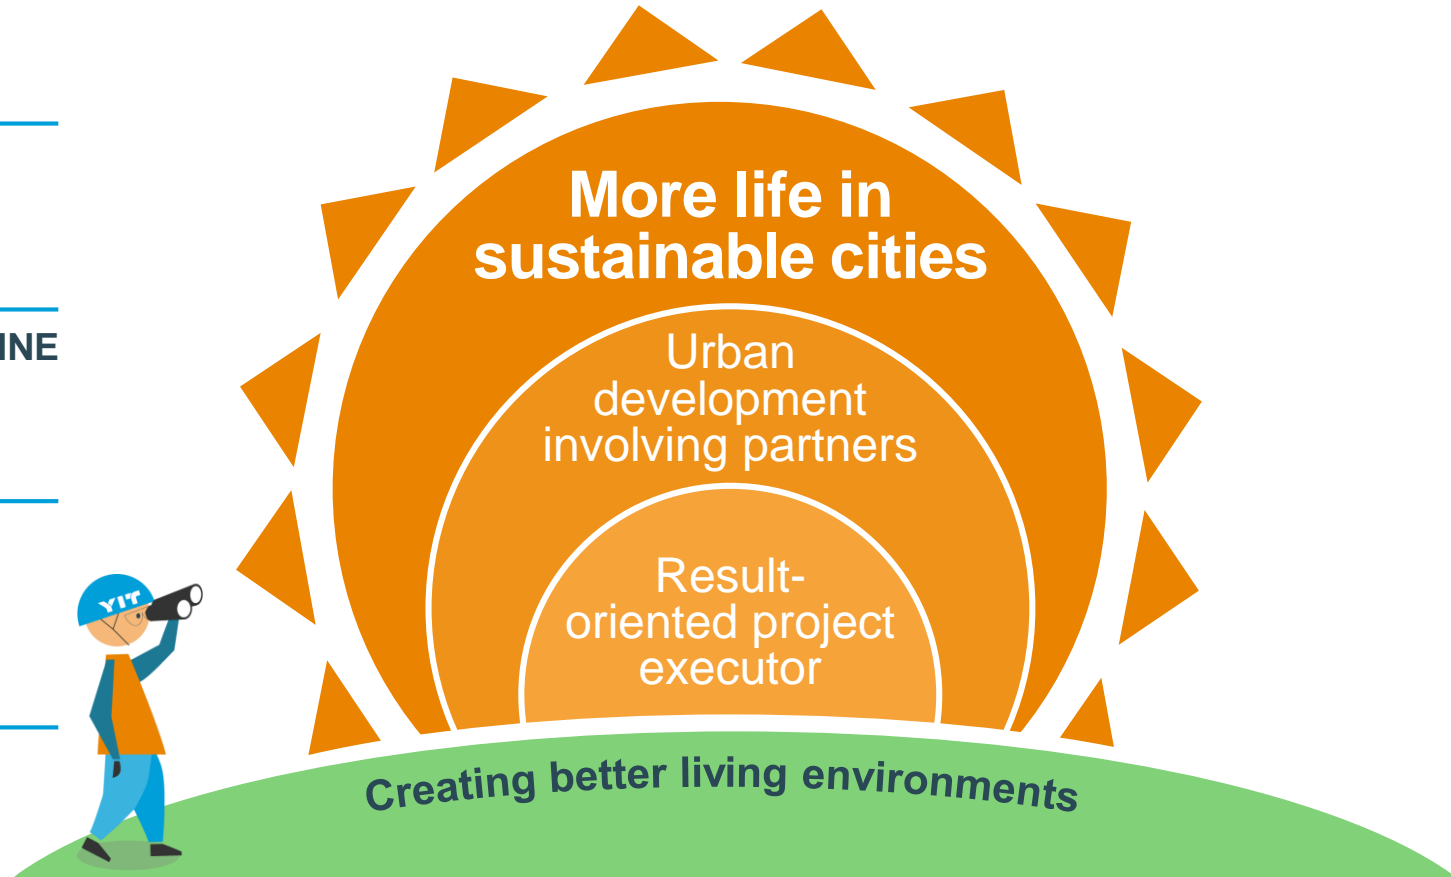 More life in
sustainable cities
INE
Urban
development
involving partners
Result-
oriented project
executor
YIT
Creating better living environments